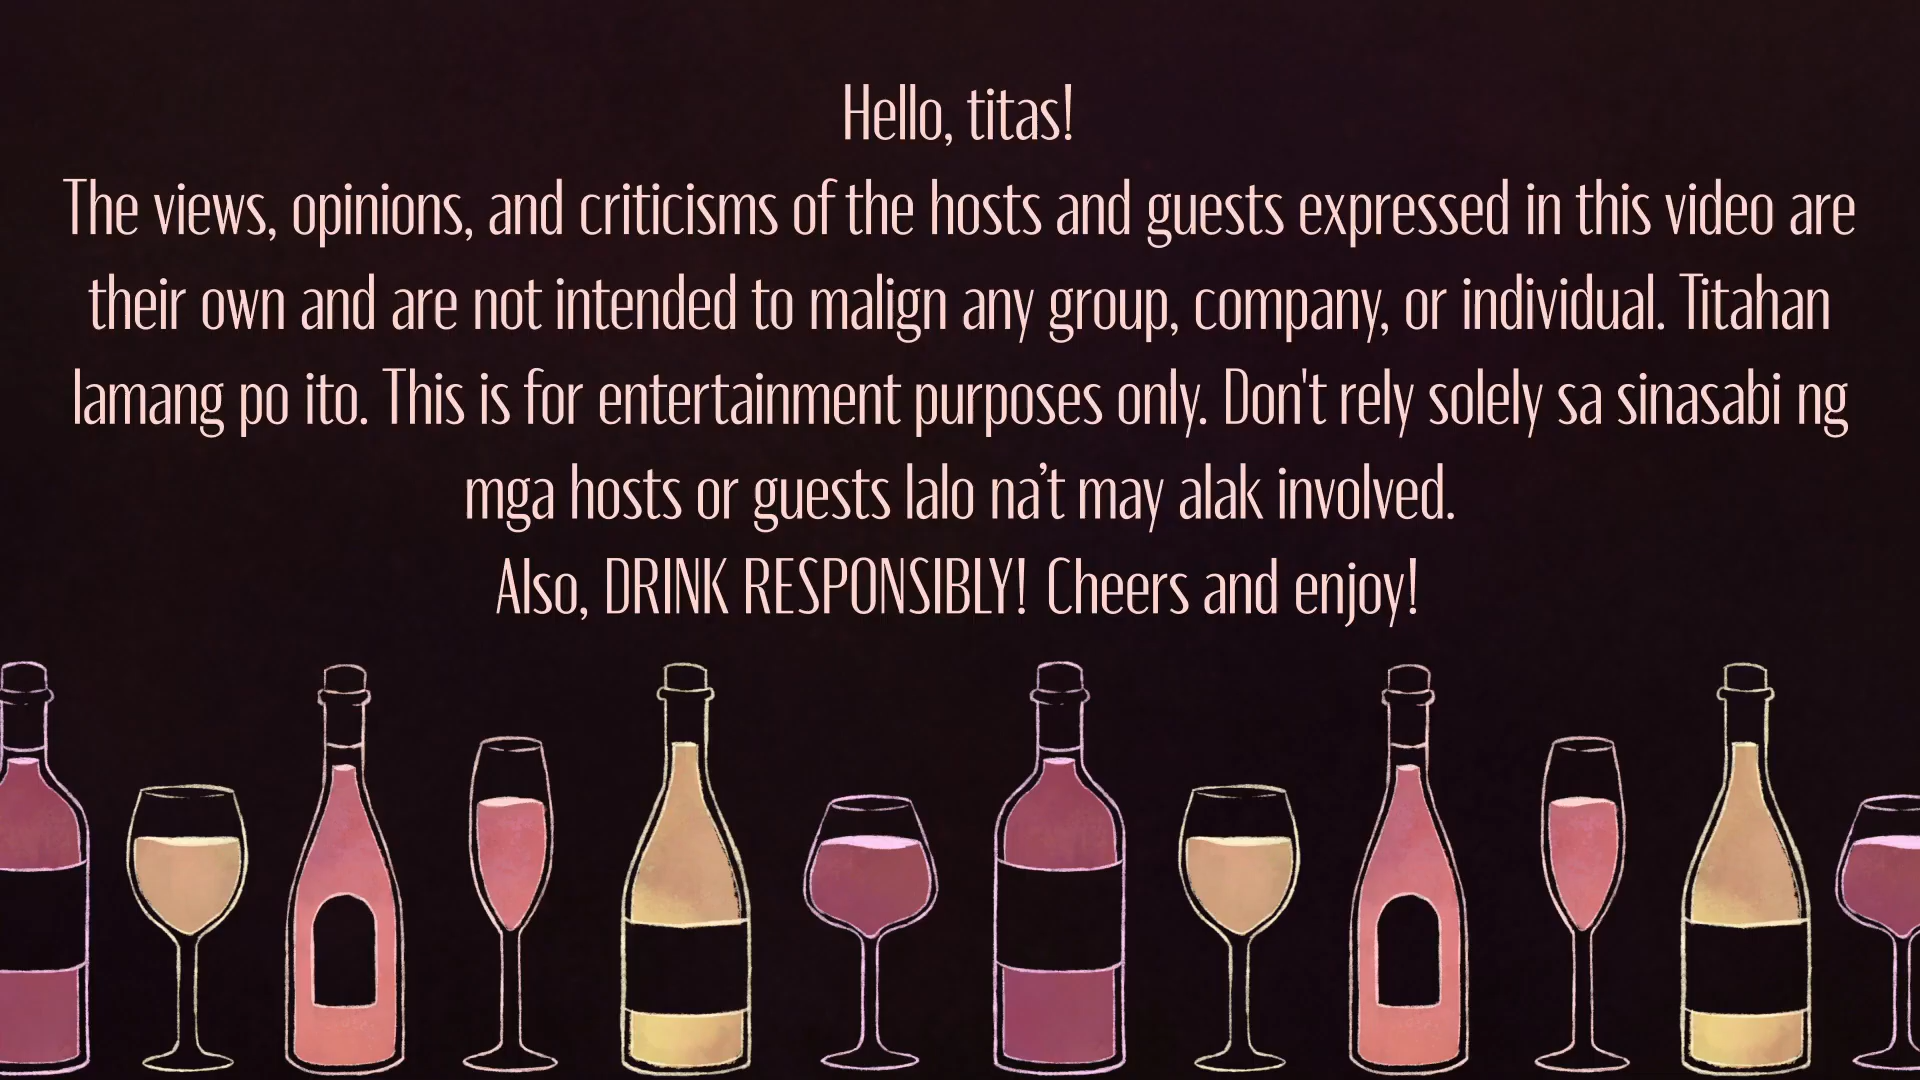 Hello, titas!
The views, opinions, and criticisms of the hosts and guests expressed in this video are
their own and are not intended to malign any group, company, or individual. Titahan
lamang po ito. This is for entertainment purposes only. Don't rely solely sa sinasabi ng
mga hosts or guests lalo na’t may alak involved.
Also, DRINK RESPONSIBLY! Cheers and enjoy!